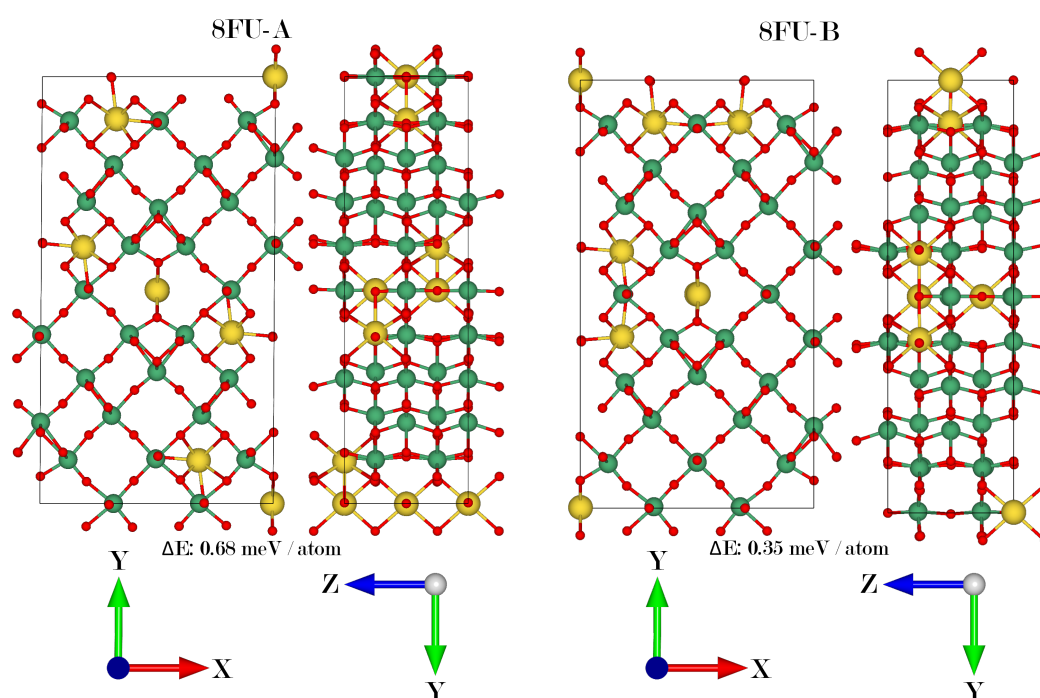 8FU-A
8FU-B
ΔE: 0.68 meV / atom
ΔE: 0.35 meV / atom
Y
X
Z
Y
Y
X
Z
Y